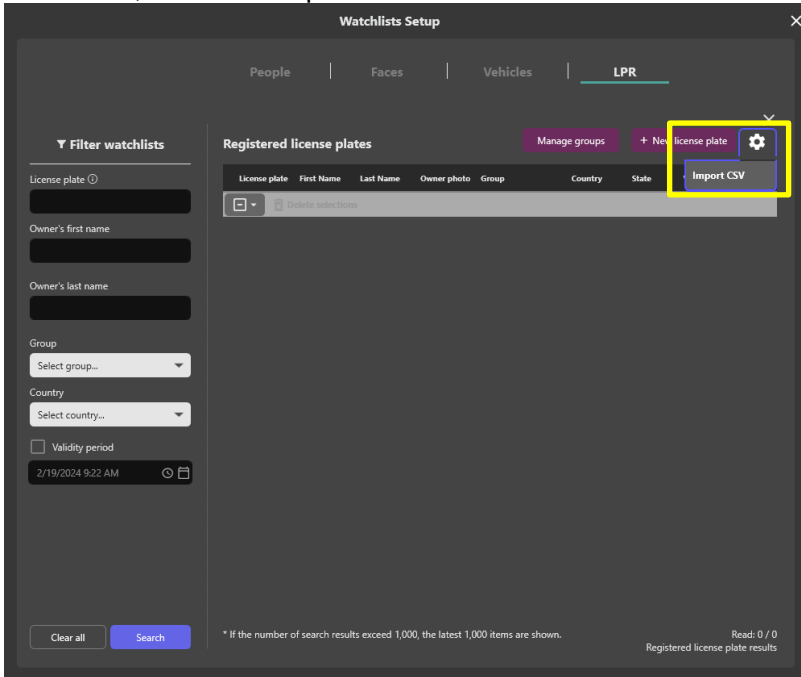 Watchlists Setup
People
Faces
Vehicles
LPR
Filter watchlists
License plate
Owner's first name
Owner's last name
Group
Select group...
Country
Select country...
Validity period
2/19/2024 9:22 AM
Clear all
Search
Registered license plates
Manage groups
+ New license plate
Import CSV
License plate First Name Last Name Owner photo Group Country State
Delete selections
* If the number of search results exceed 1,000, the latest 1,000 items are shown.
Read: 0 / 0
Registered license plate results